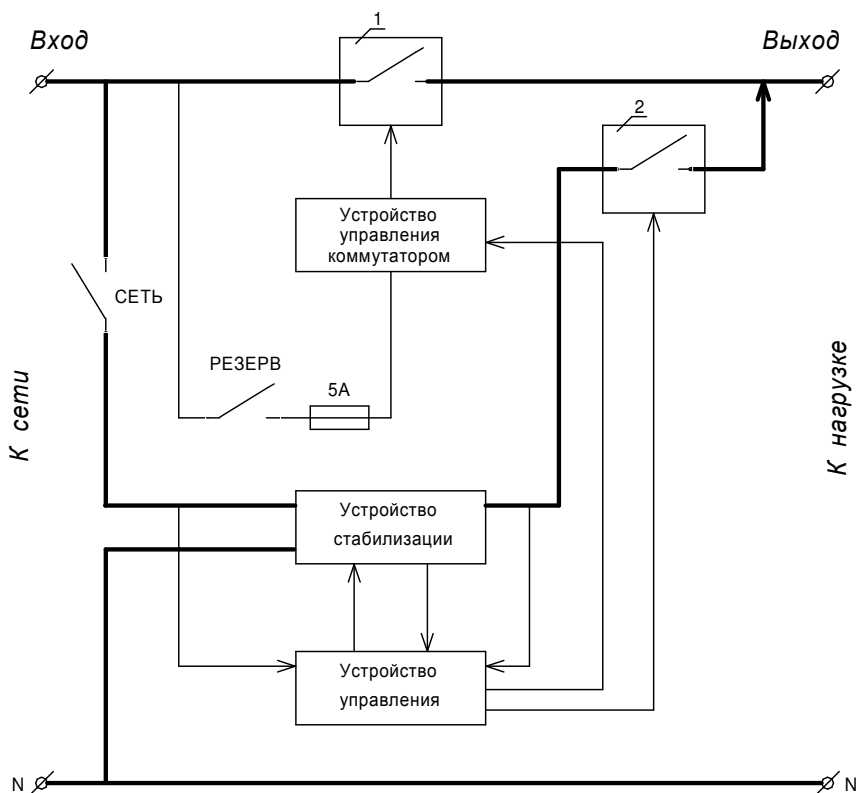 1
Вход
Выход
2
Устройство
управления
коммутатором
СЕТЬ
РЕЗЕРВ
5А
К сети
К нагрузке
Устройство
стабилизации
Устройство
управления
N
N